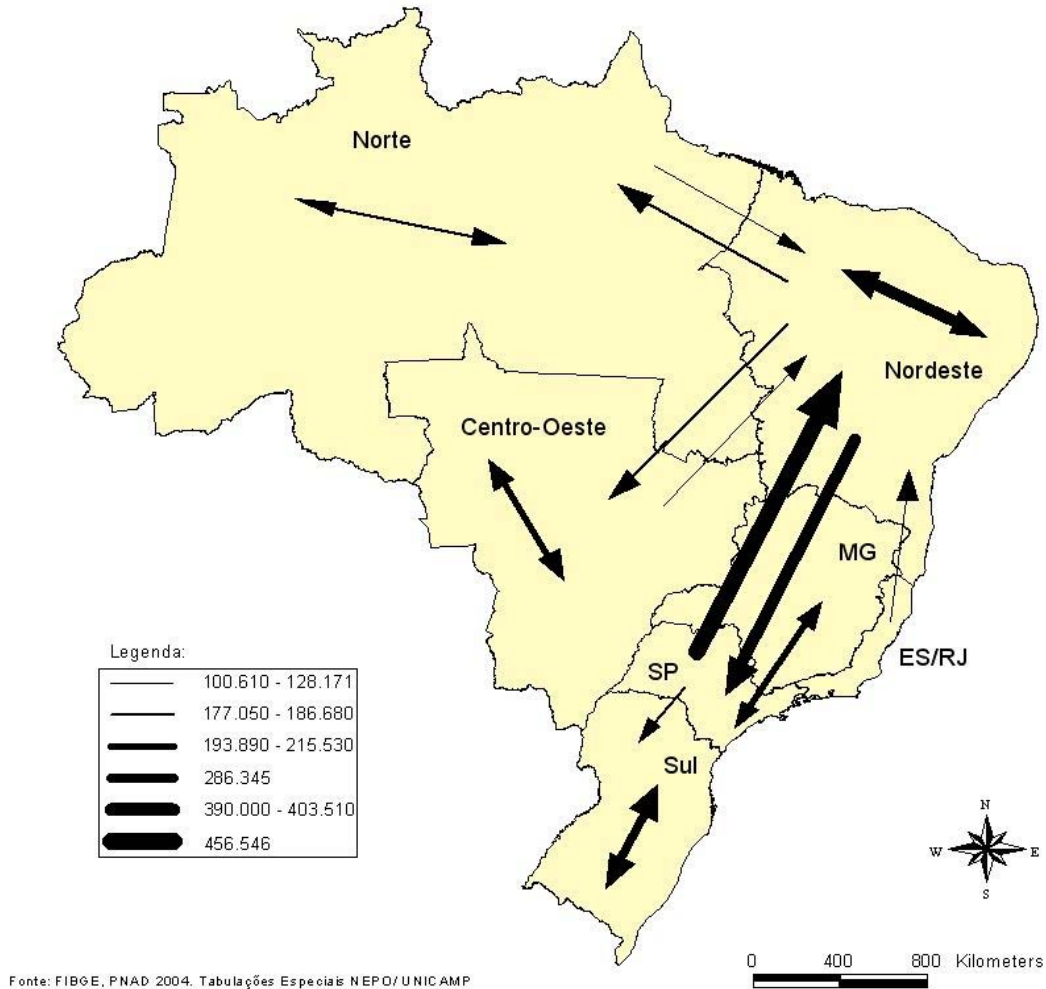 Norte
Nordeste
Centro-Oeste
MG
ES/RJ
SP
Sul
Legenda:
100.610 - 128.171
177.050 - 186.680
193.890 - 215.530
286.345
390.000 - 403.510
456.546
N
W E
S
0 400 800 Kilometers
Fonte: FIBGE, PNAD 2004. Tabulações Especiais NEPO/UNICAMP